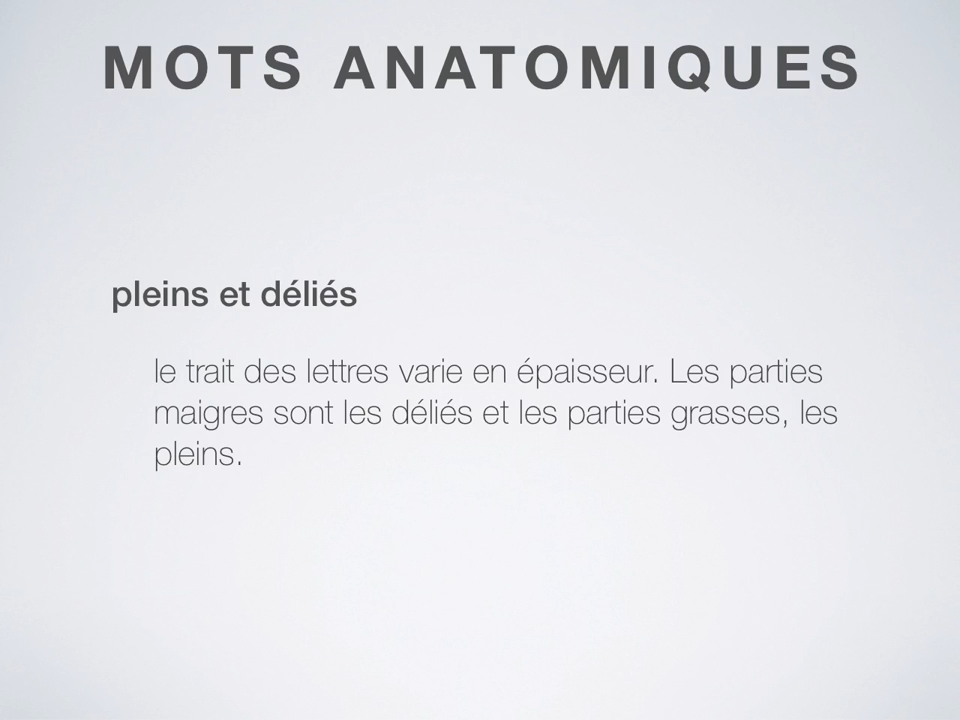 MOTS ANATOMIQUES
pleins et déliés
le trait des lettres varie en épaisseur. Les parties
maigres sont les déliés et les parties grasses, les
pleins.